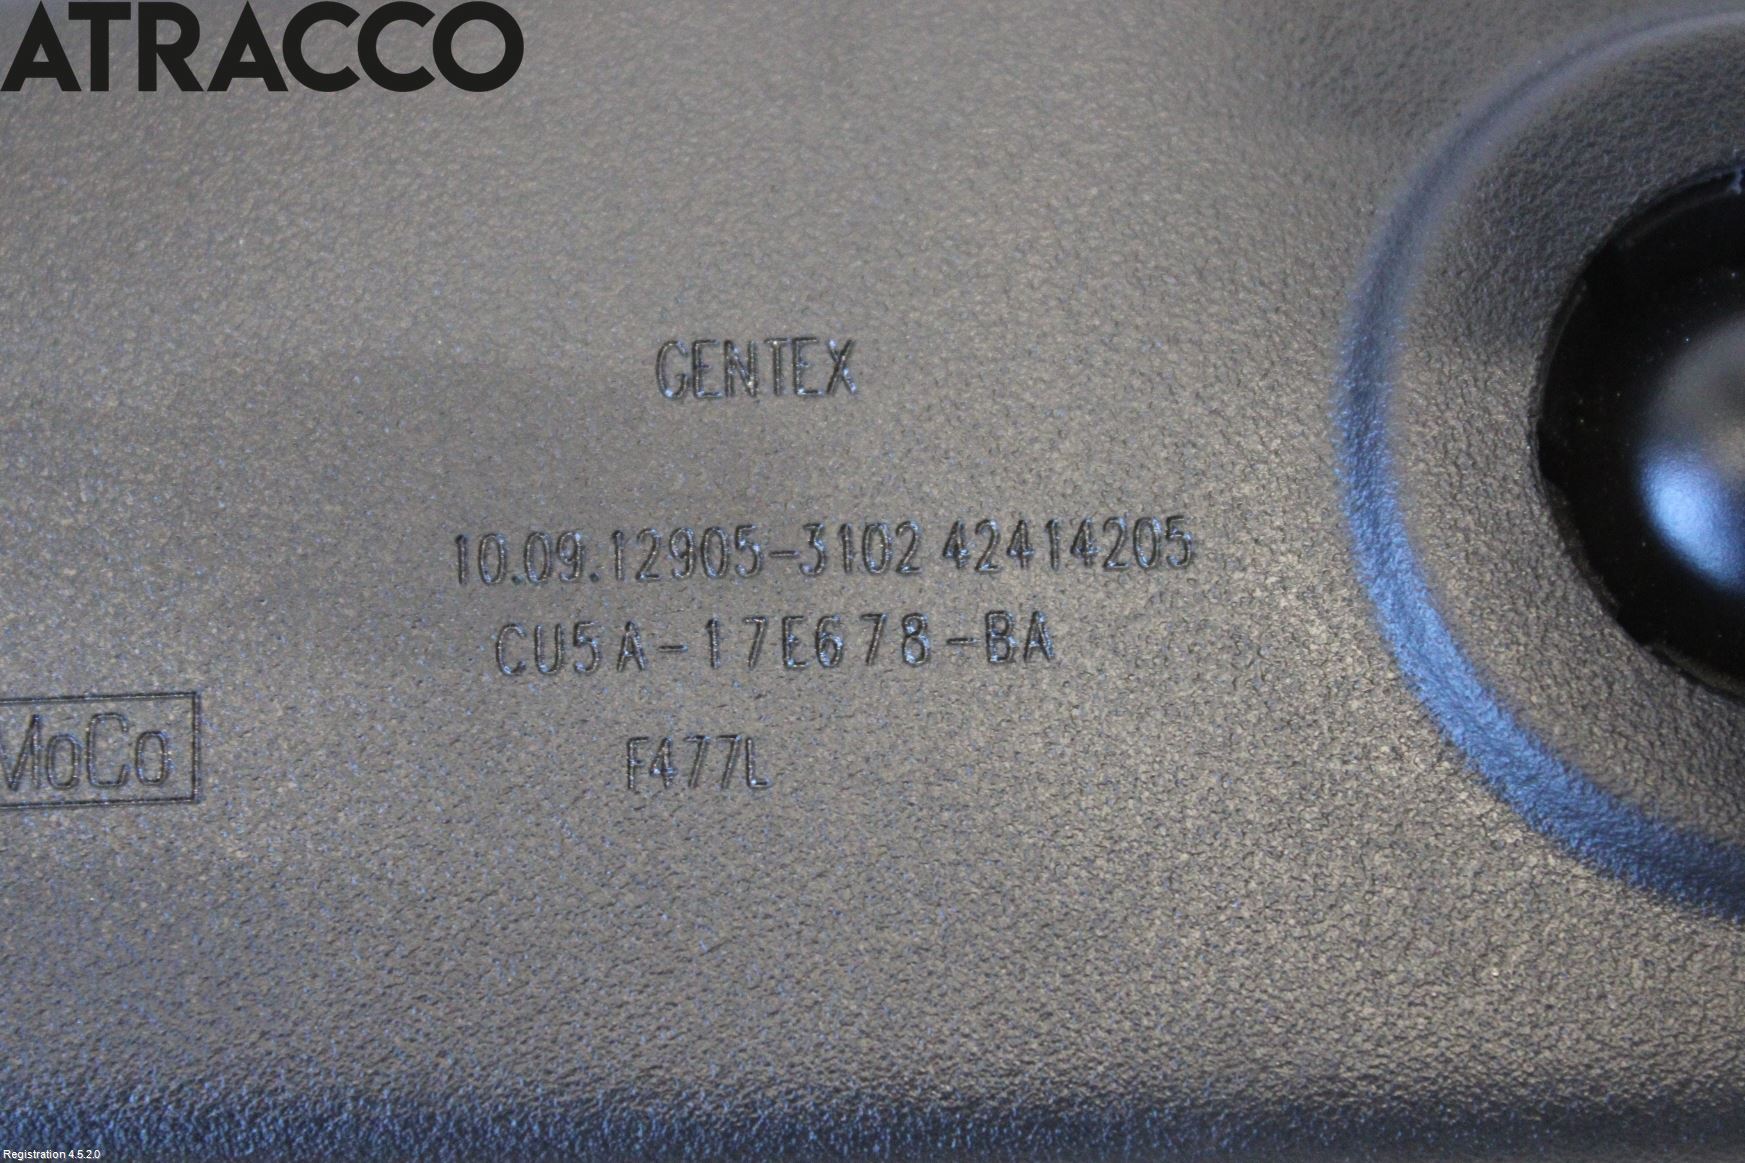 ATRACCO
GENTEX
10.09.12905-3102 42414205
CU5A-17E678-BA
MoCo
F477L
Registration 4.5.2.0